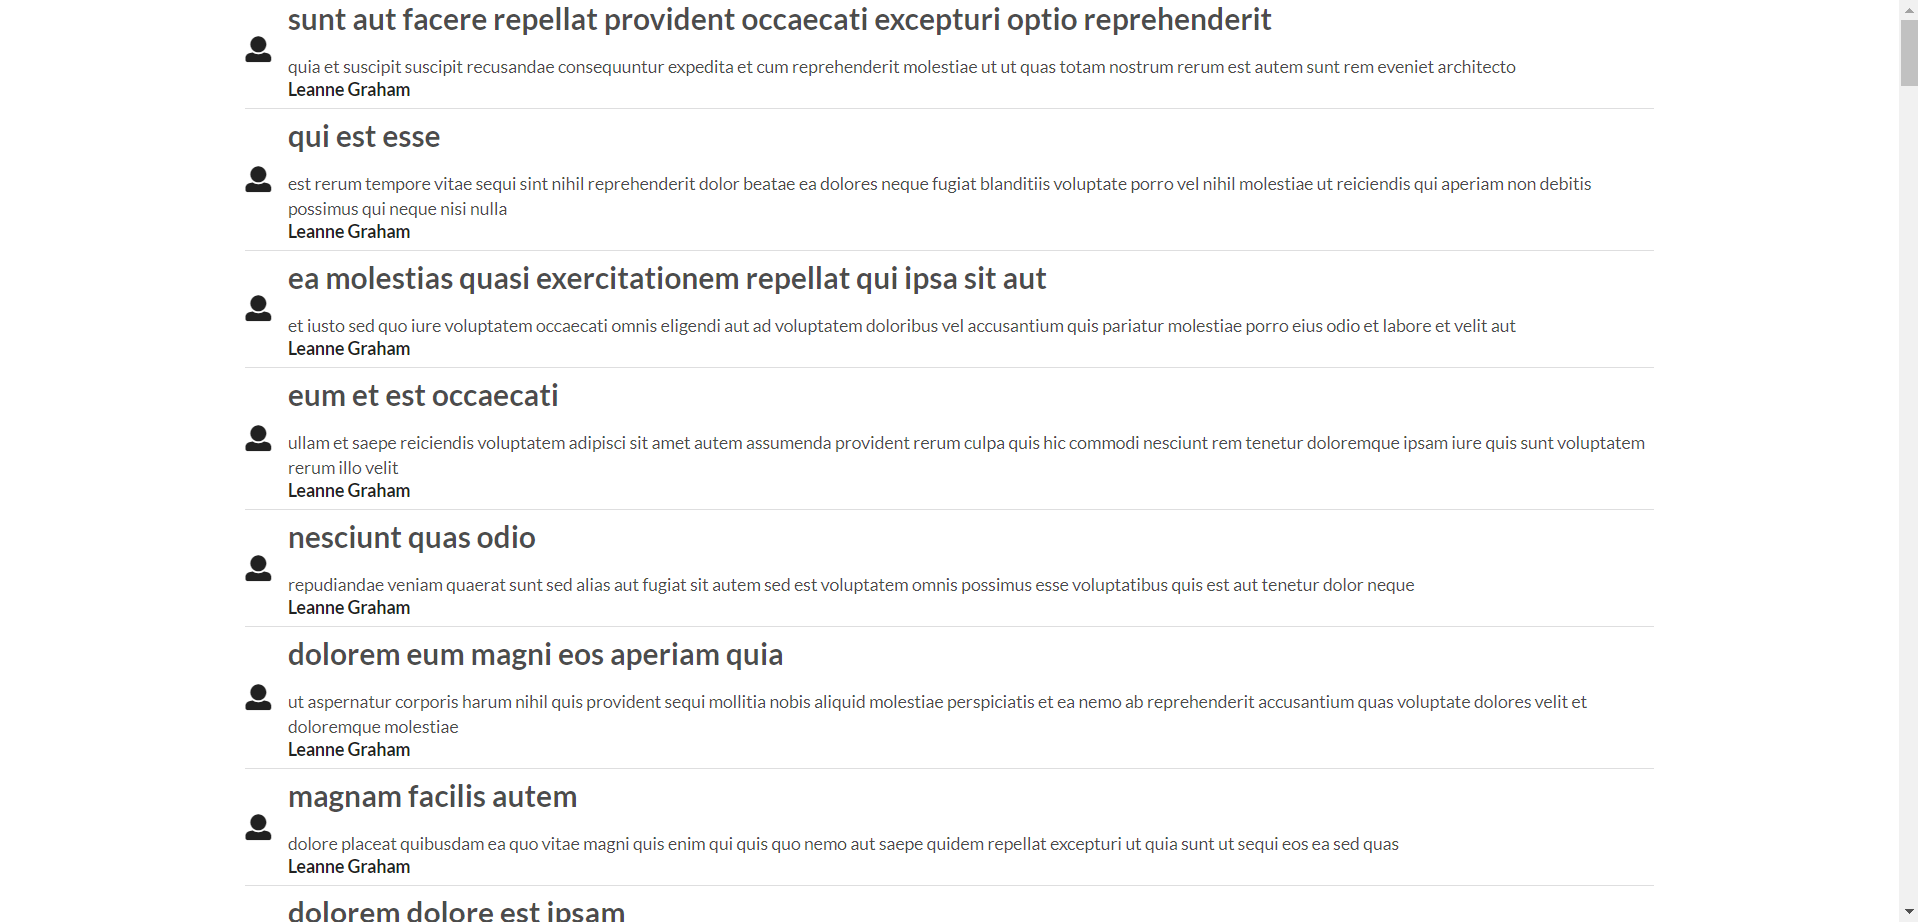 sunt aut facere repellat provident occaecati excepturi optio reprehenderit
quia et suscipit suscipit recusandae consequuntur expedita et cum reprehenderit molestiae ut ut quas totam nostrum rerum est autem sunt rem eveniet architecto
Leanne Graham
qui est esse
est rerum tempore vitae sequi sint nihil reprehenderit dolor beatae ea dolores neque fugiat blanditiis voluptate porro vel nihil molestiae ut reiciendis qui aperiam non debitis
possimus qui neque nisi nulla
Leanne Graham
ea molestias quasi exercitationem repellat qui ipsa sit aut
et iusto sed quo iure voluptatem occaecati omnis eligendi aut ad voluptatem doloribus vel accusantium quis pariatur molestiae porro eius odio et labore et velit aut
Leanne Graham
eum et est occaecati
ullam et saepe reiciendis voluptatem adipisci sit amet autem assumenda provident rerum culpa quis hic commodi nesciunt rem tenetur doloremque ipsam iure quis sunt voluptatem
rerum illo velit
Leanne Graham
nesciunt quas odio
repudiandae veniam quaerat sunt sed alias aut fugiat sit autem sed est voluptatem omnis possimus esse voluptatibus quis est aut tenetur dolor neque
Leanne Graham
dolorem eum magni eos aperiam quia
ut aspernatur corporis harum nihil quis provident sequi mollitia nobis aliquid molestiae perspiciatis et ea nemo ab reprehenderit accusantium quas voluptate dolores velit et
doloremque molestiae
Leanne Graham
magnam facilis autem
dolore placeat quibusdam ea quo vitae magni quis enim qui quis quo nemo aut saepe quidem repellat excepturi ut quia sunt ut sequi eos ea sed quas
Leanne Graham
dolorem dolore est ipsam